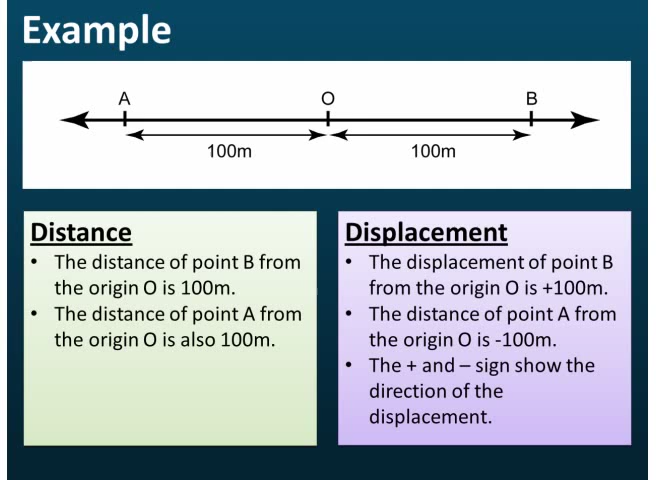 Example
A O B
100m 100m
Distance
• The distance of point B from
the origin O is 100m.
• The distance of point A from
the origin O is also 100m.
Displacement
• The displacement of point B
from the origin O is +100m.
• The distance of point A from
the origin O is -100m.
• The + and – sign show the
direction of the
displacement.